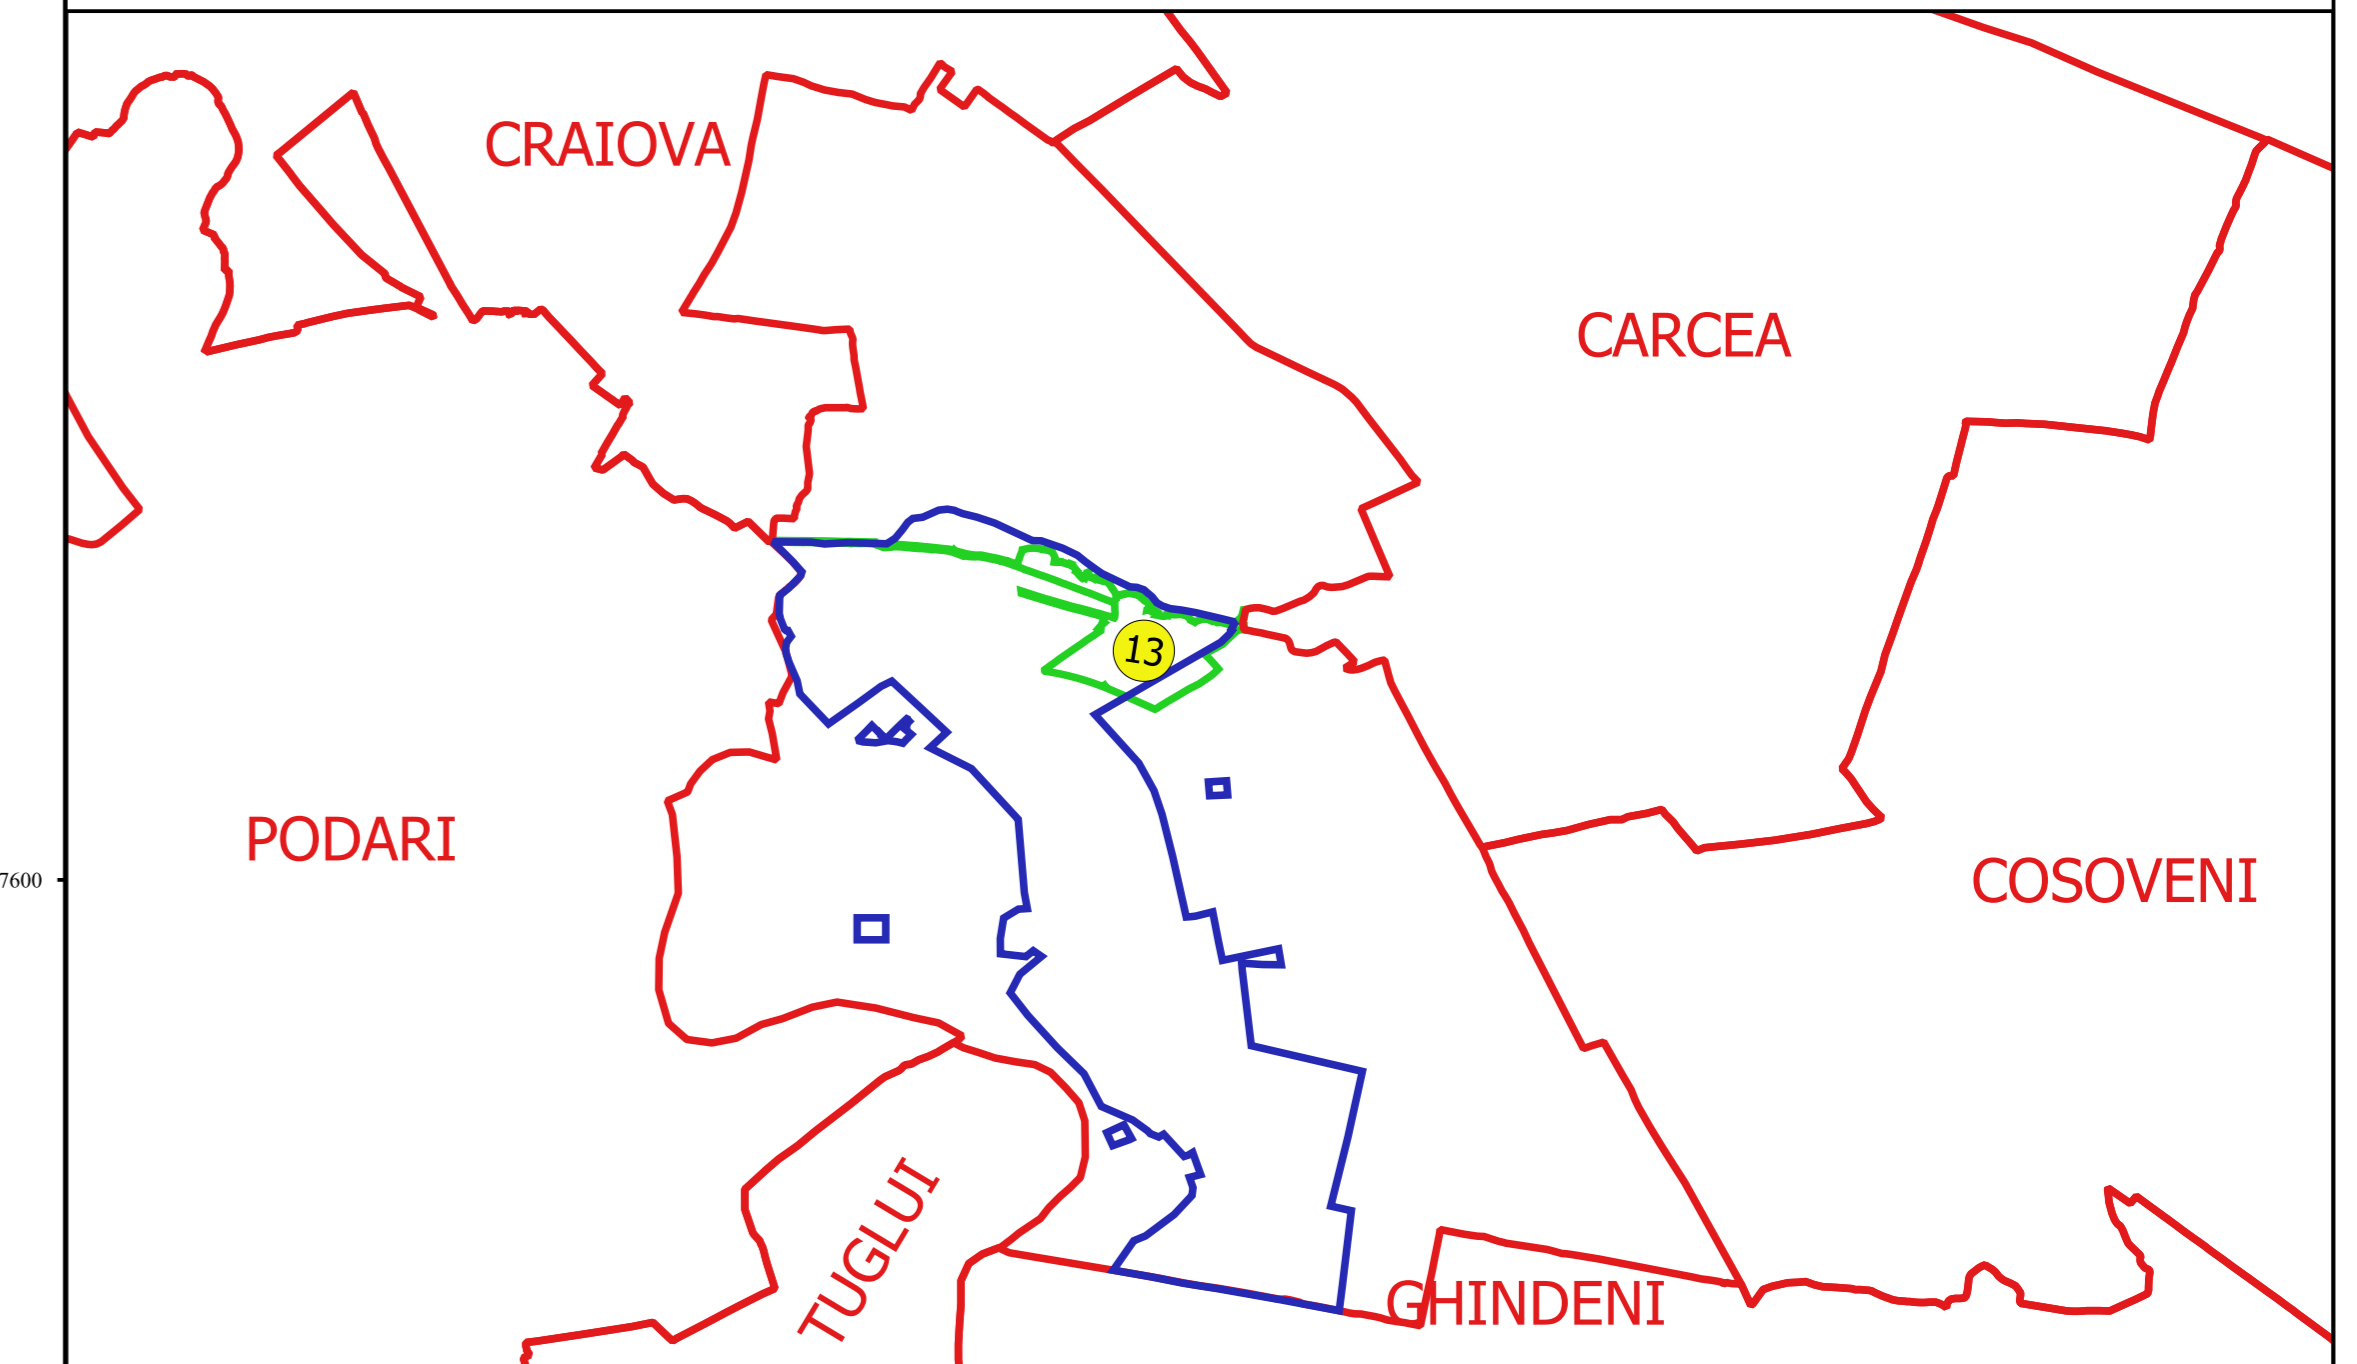 CRAIOVA
CARCEA
13
PODARI
7600
COSOVENI
TUGLUI
GHINDENI